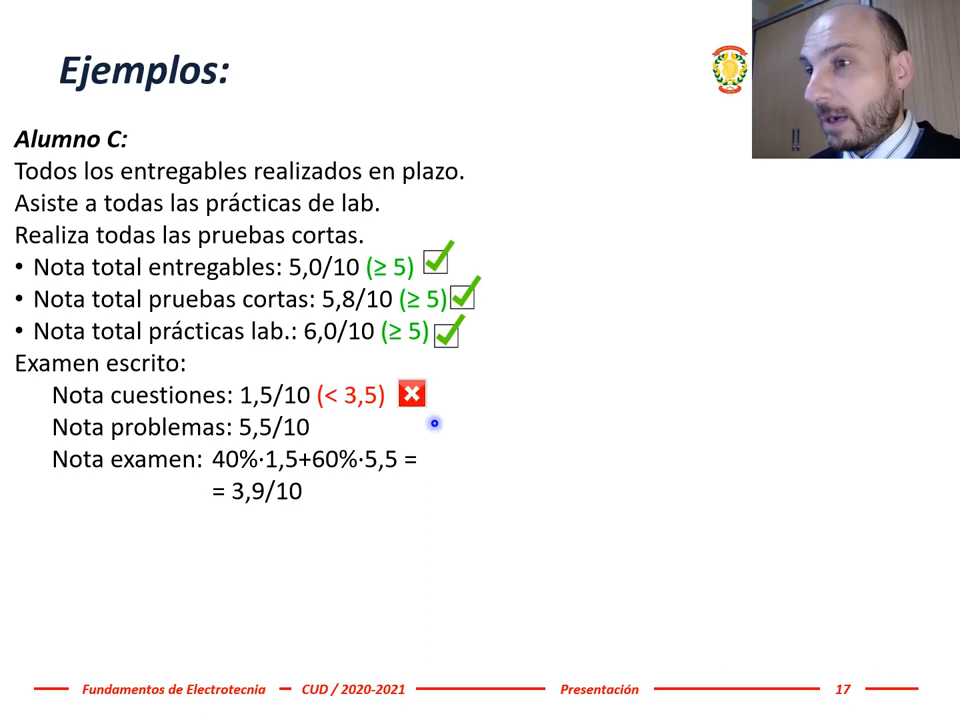 Ejemplos:
Alumno C:
Todos los entregables realizados en plazo.
Asiste a todas las prácticas de lab.
Realiza todas las pruebas cortas.
• Nota total entregables: 5,0/10 (≥ 5)
• Nota total pruebas cortas: 5,8/10 (≥ 5)
• Nota total prácticas lab.: 6,0/10 (≥ 5)
Examen escrito:
Nota cuestiones: 1,5/10 (< 3,5)
Nota problemas: 5,5/10
Nota examen: 40%·1,5+60%·5,5 =
= 3,9/10
Fundamentos de Electrotecnia CUD / 2020-2021 Presentación 17